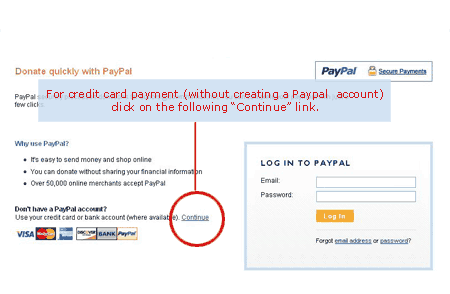 Donate quickly with PayPal
PayPal Secure Payments
For credit card payment (without creating a Paypal account)
click on the following “Continue” link.
PayPal
few clicks
Why use PayPal?
It's easy to send money and shop online
You can donate without sharing your financial information
Over 50,000 online merchants accept PayPal
Don't have a PayPal account?
Use your credit card or bank account (where available). Continue
VISA DISCOVER BANK PayPal
LOG IN TO PAYPAL
Email:
Password:
Log In
Forgot email address or password?